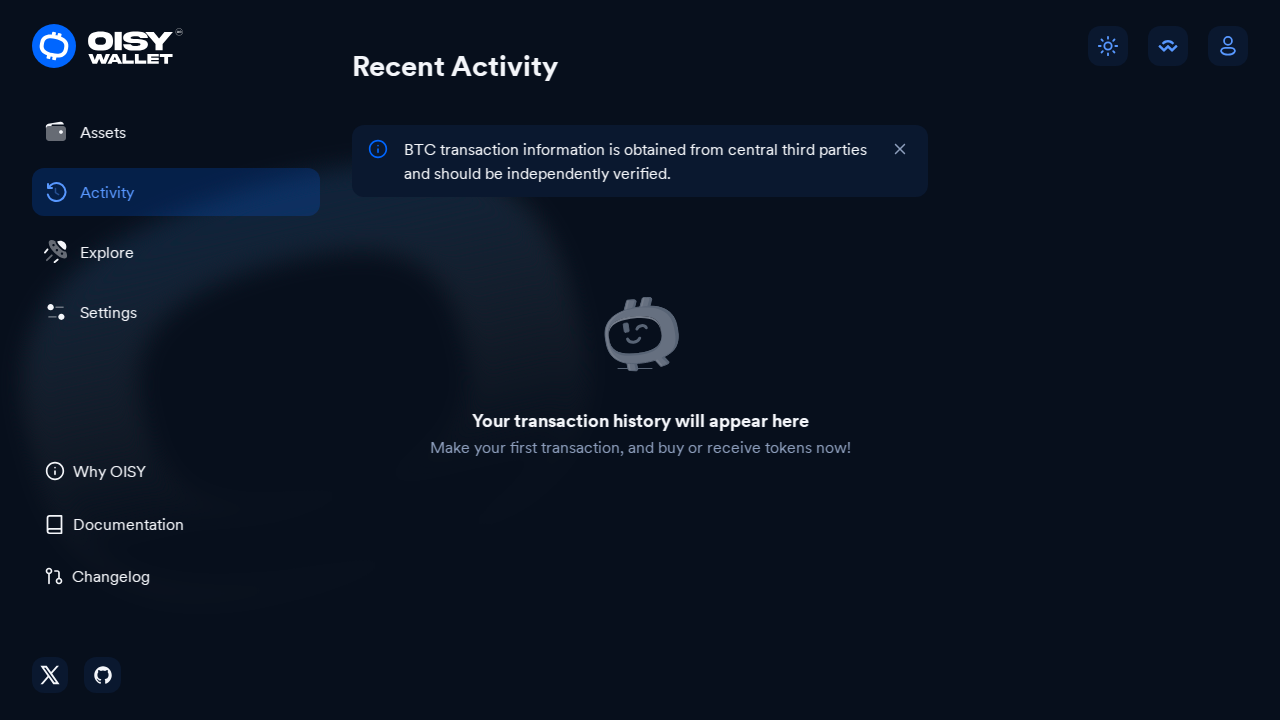 OISY
WALLET
Recent Activity
Assets
BTC transaction information is obtained from central third parties
and should be independently verified.
Activity
Explore
Settings
Your transaction history will appear here
Make your first transaction, and buy or receive tokens now!
Why OISY
Documentation
Changelog